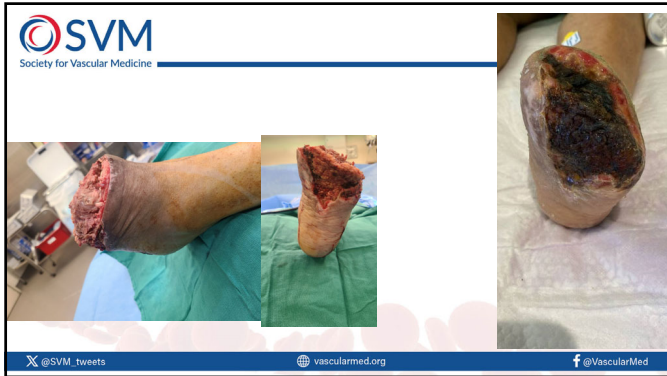 SVM
Society for Vascular Medicine
@SVM_tweets
vascularmed.org
@VascularMed